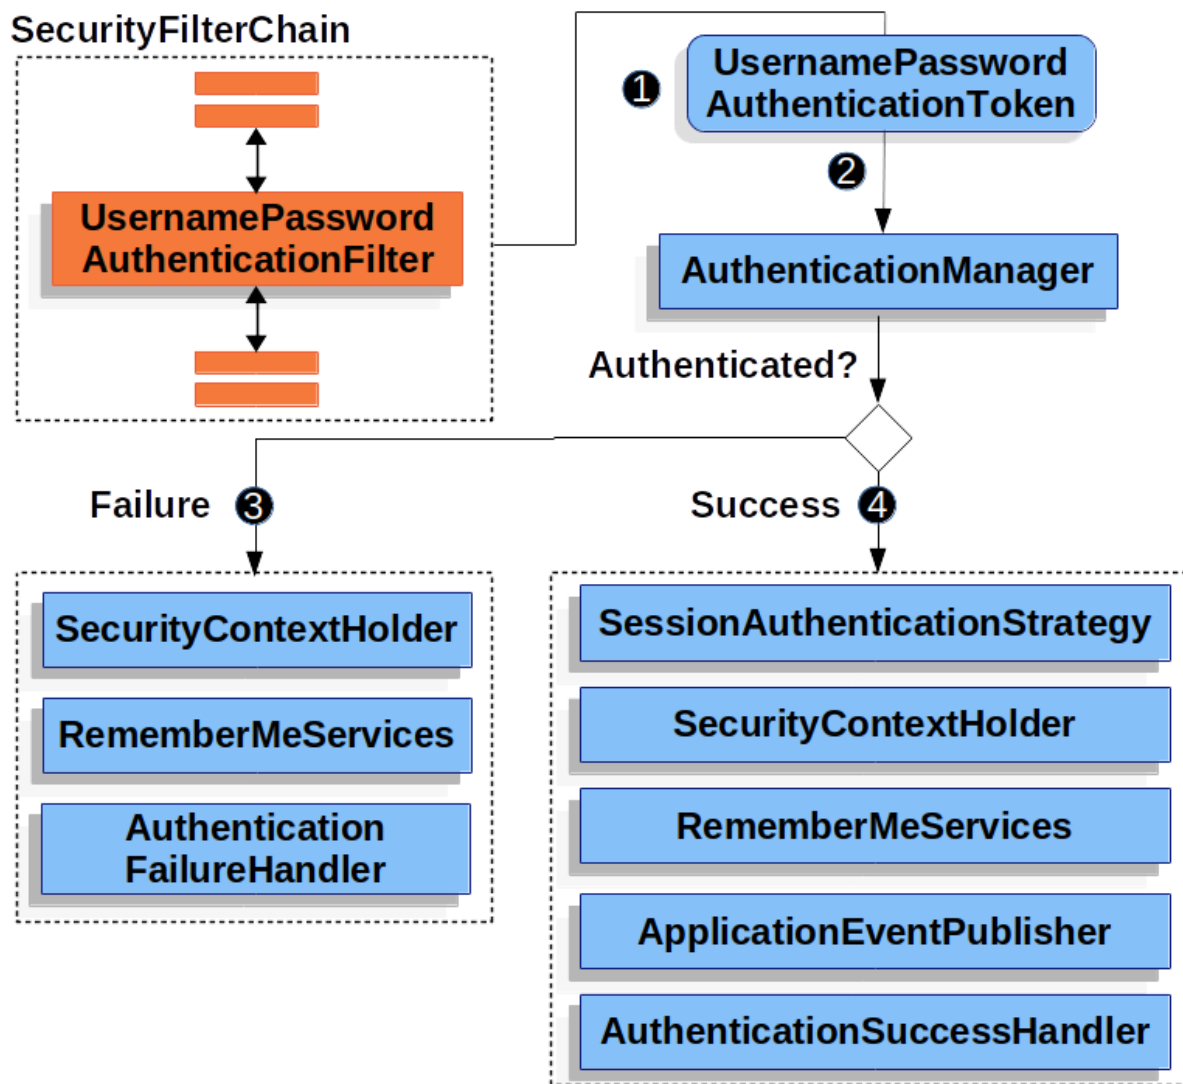 SecurityFilterChain
UsernamePassword
AuthenticationFilter
1
UsernamePassword
AuthenticationToken
2
AuthenticationManager
Authenticated?
Failure 3
Success 4
SecurityContextHolder
RememberMeServices
Authentication
FailureHandler
SessionAuthenticationStrategy
SecurityContextHolder
RememberMeServices
ApplicationEventPublisher
AuthenticationSuccessHandler